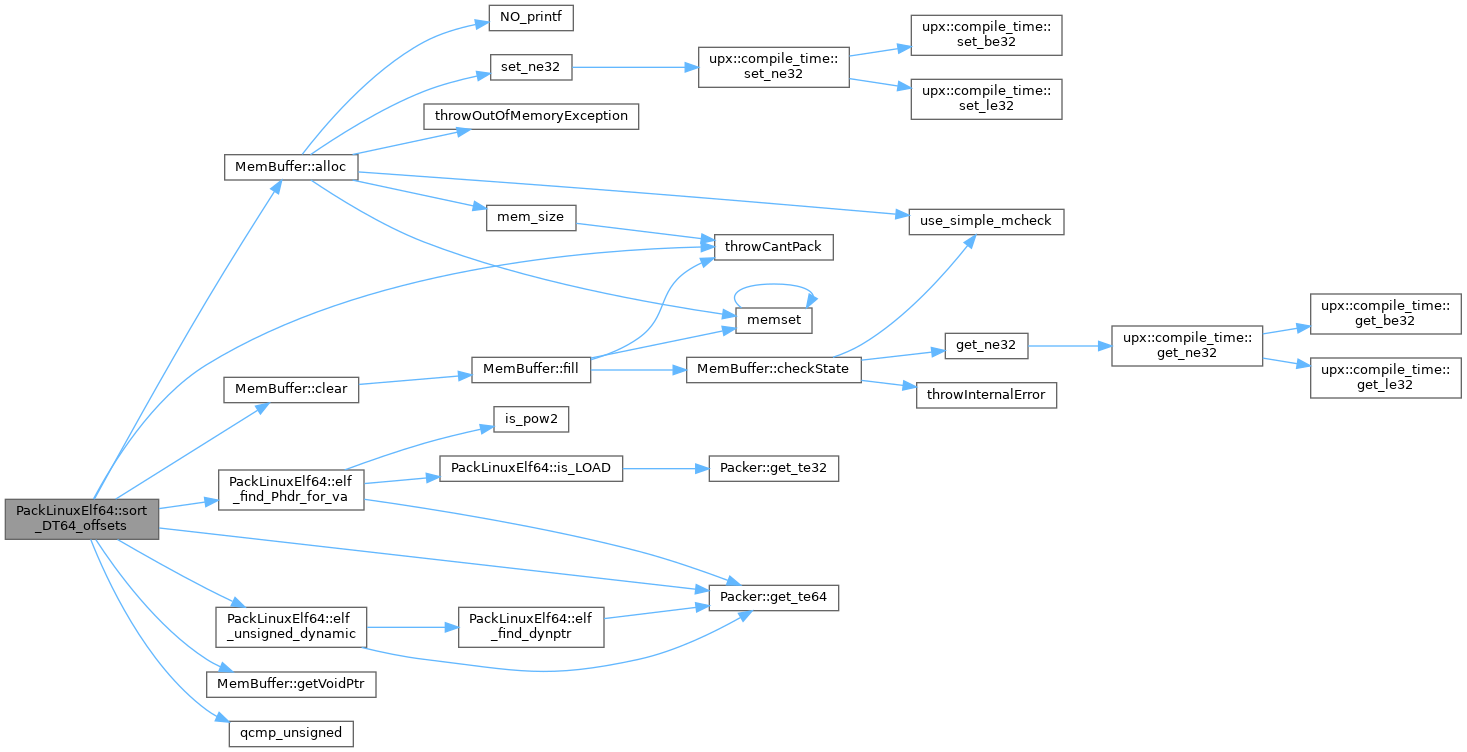 NO_printf
upx::compile_time::
set_be32
set_ne32
upx::compile_time::
set_ne32
upx::compile_time::
set_le32
throwOutOfMemoryException
MemBuffer::alloc
mem_size
use_simple_mcheck
throwCantPack
memset
upx::compile_time::
get_be32
get_ne32
upx::compile_time::
get_ne32
MemBuffer::fill
MemBuffer::checkState
upx::compile_time::
get_le32
MemBuffer::clear
throwInternalError
is_pow2
PackLinuxElf64::is_LOAD
Packer::get_te32
PackLinuxElf64::elf
_find_Phdr_for_va
PackLinuxElf64::sort
_DT64_offsets
Packer::get_te64
PackLinuxElf64::elf
_unsigned_dynamic
PackLinuxElf64::elf
_find_dynptr
MemBuffer::getVoidPtr
qcmp_unsigned